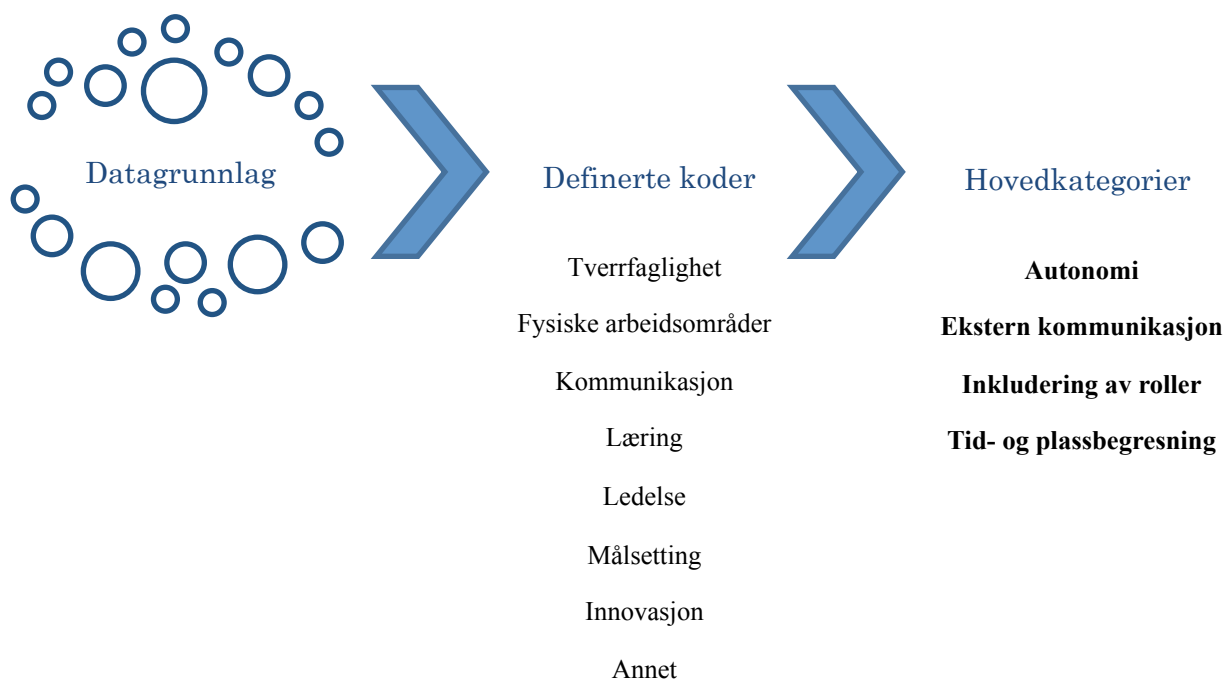 Datagrunnlag
Definerte koder
Tverrfaglighet
Fysiske arbeidsområder
Kommunikasjon
Læring
Ledelse
Målsetting
Innovasjon
Annet
Hovedkategorier
Autonomi
Ekstern kommunikasjon
Inkludering av roller
Tid- og plassbegresning